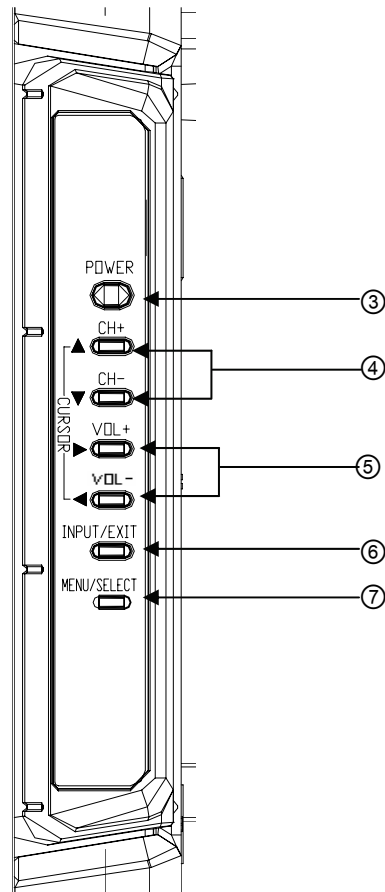 POWER
③
CH+
④
CH-
CURSOR
VOL+
⑤
VOL-
INPUT/EXIT
⑥
MENU/SELECT
⑦